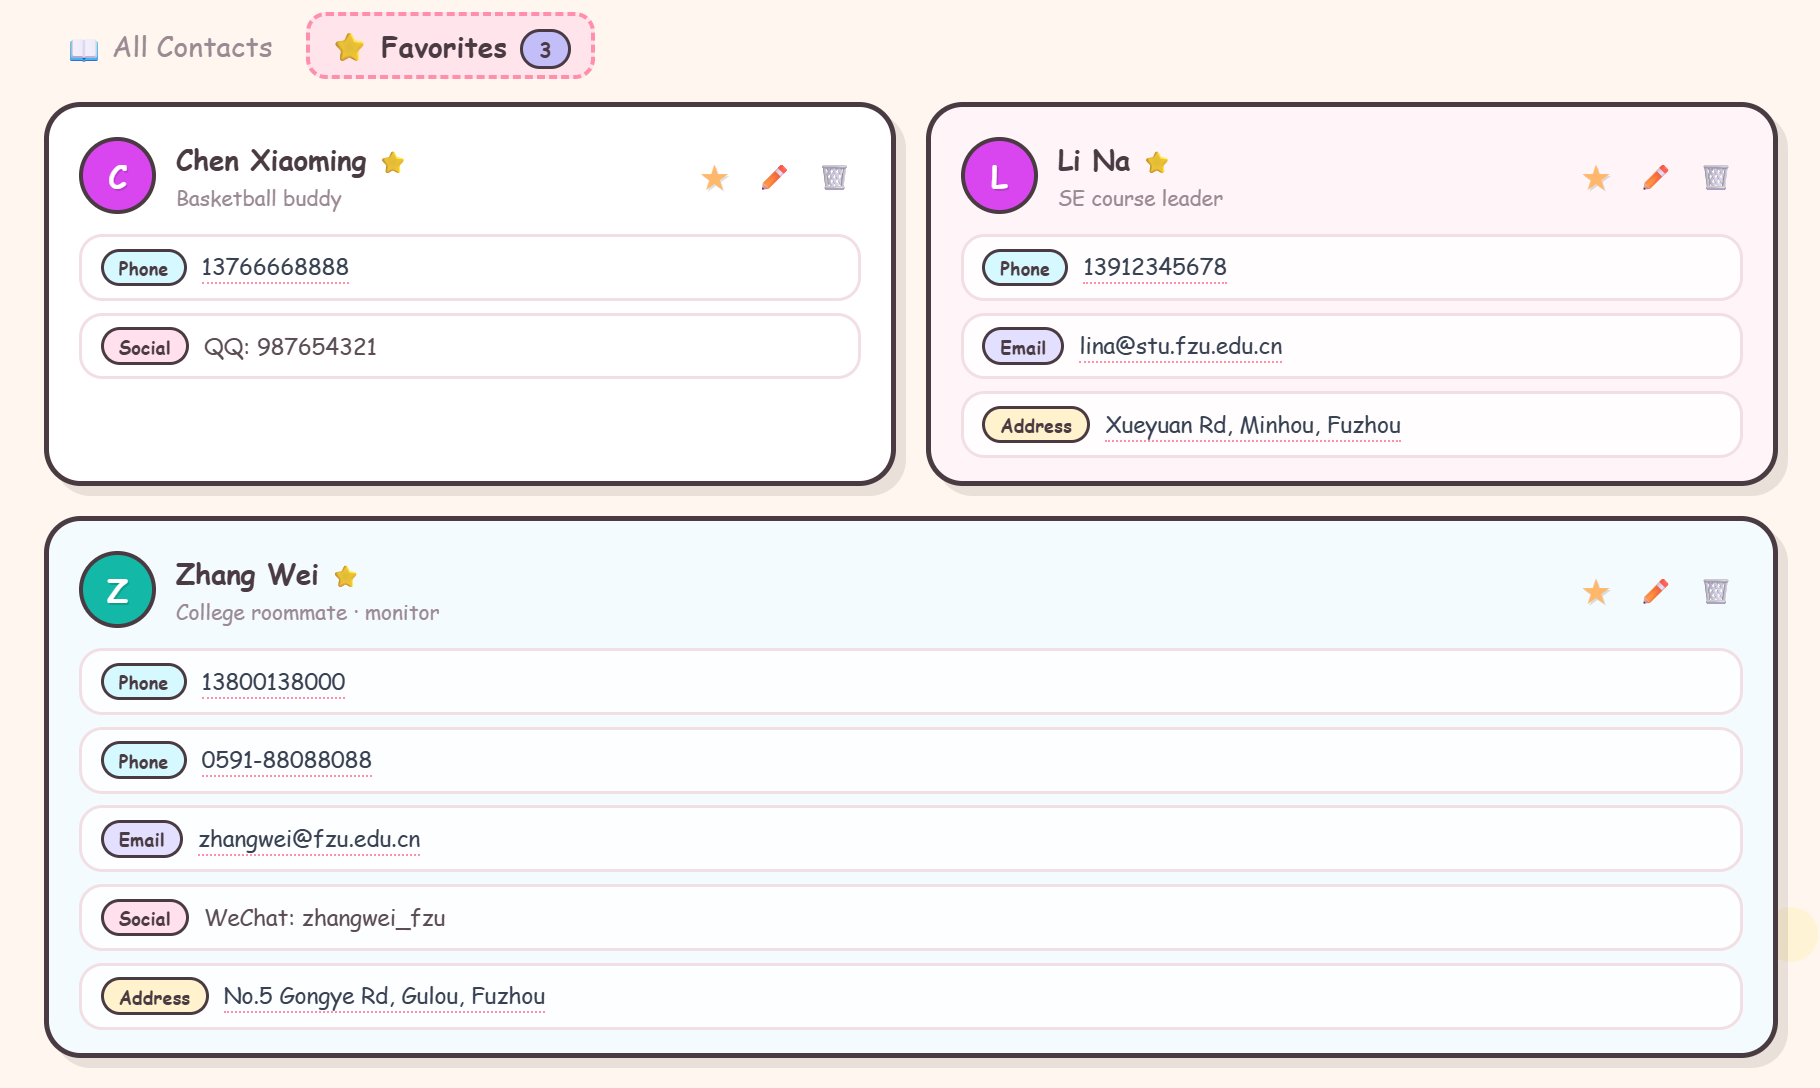 All Contacts
Favorites 3
C
Chen Xiaoming
Basketball buddy
Phone 13766668888
Social QQ: 987654321
L
Li Na
SE course leader
Phone 13912345678
Email lina@stu.fzu.edu.cn
Address Xueyuan Rd, Minhou, Fuzhou
Z
Zhang Wei
College roommate · monitor
Phone 13800138000
Phone 0591-88088088
Email zhangwei@fzu.edu.cn
Social WeChat: zhangwei_fzu
Address No.5 Gongye Rd, Gulou, Fuzhou